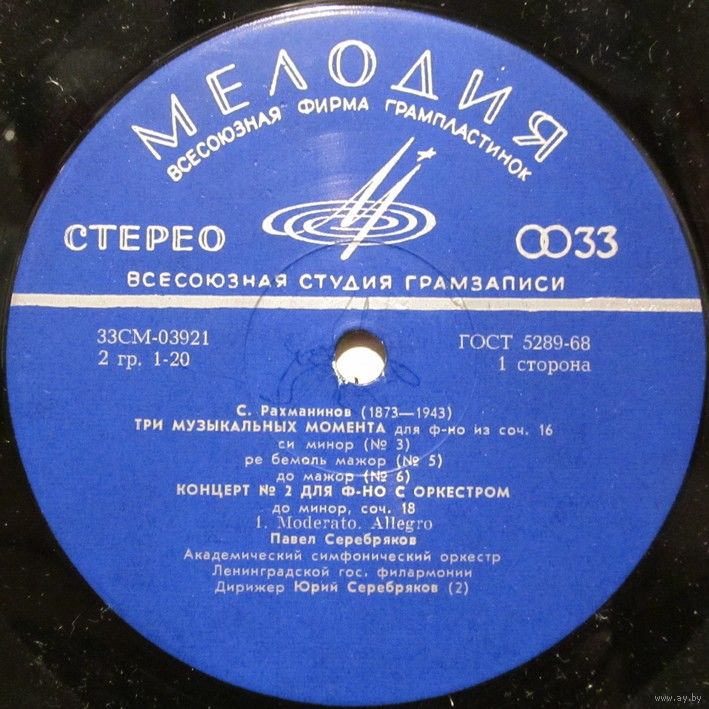 МЕЛОДИЯ
ВСЕСОЮЗНАЯ ФИРМА ГРАМПЛАСТИНОК
СТЕРЕО
33
ВСЕСОЮЗНАЯ СТУДИЯ ГРАМЗАПИСИ
33СМ-03921
2 гр. 1-20
ГОСТ 5289-68
1 сторона
С. Рахманинов (1873—1943)
ТРИ МУЗЫКАЛЬНЫХ МОМЕНТА для ф-но из соч. 16
си минор (№ 3)
ре бемоль мажор (№ 5)
до мажор (№ 6)
КОНЦЕРТ № 2 ДЛЯ Ф-НО С ОРКЕСТРОМ
до минор, соч. 18
1. Moderato. Allegro
Павел Серебряков
Академический симфонический оркестр
Ленинградской гос. филармонии
Дирижер Юрий Серебряков (2)
www.ay.by